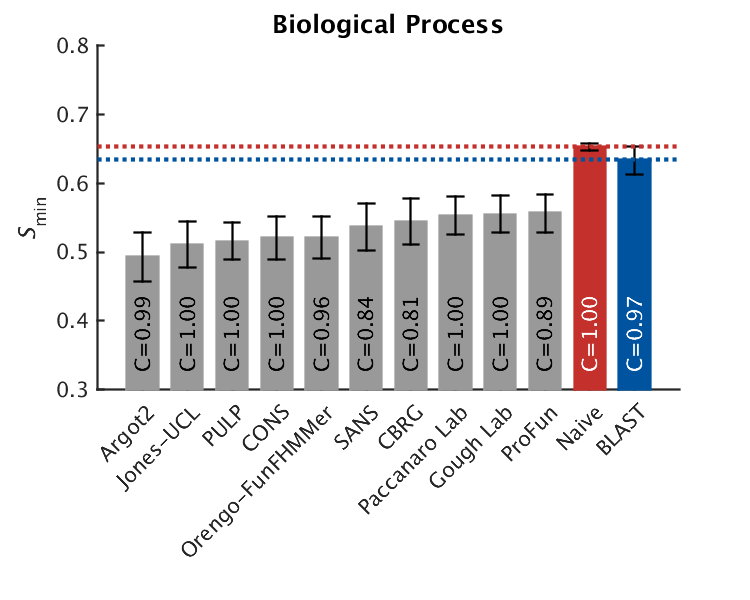 Biological Process
0.8
0.7
0.6
0.5
0.4
0.3
Smin
C=0.99
C=1.00
C=1.00
C=1.00
C=0.96
C=0.84
C=0.81
C=1.00
C=1.00
C=0.89
C=1.00
C=0.97
Argot2
Jones-UCL
PULP
CONS
Orengo-FunFHMMer
SANS
CBRG
Paccanaro Lab
Gough Lab
ProFun
Naive
BLAST